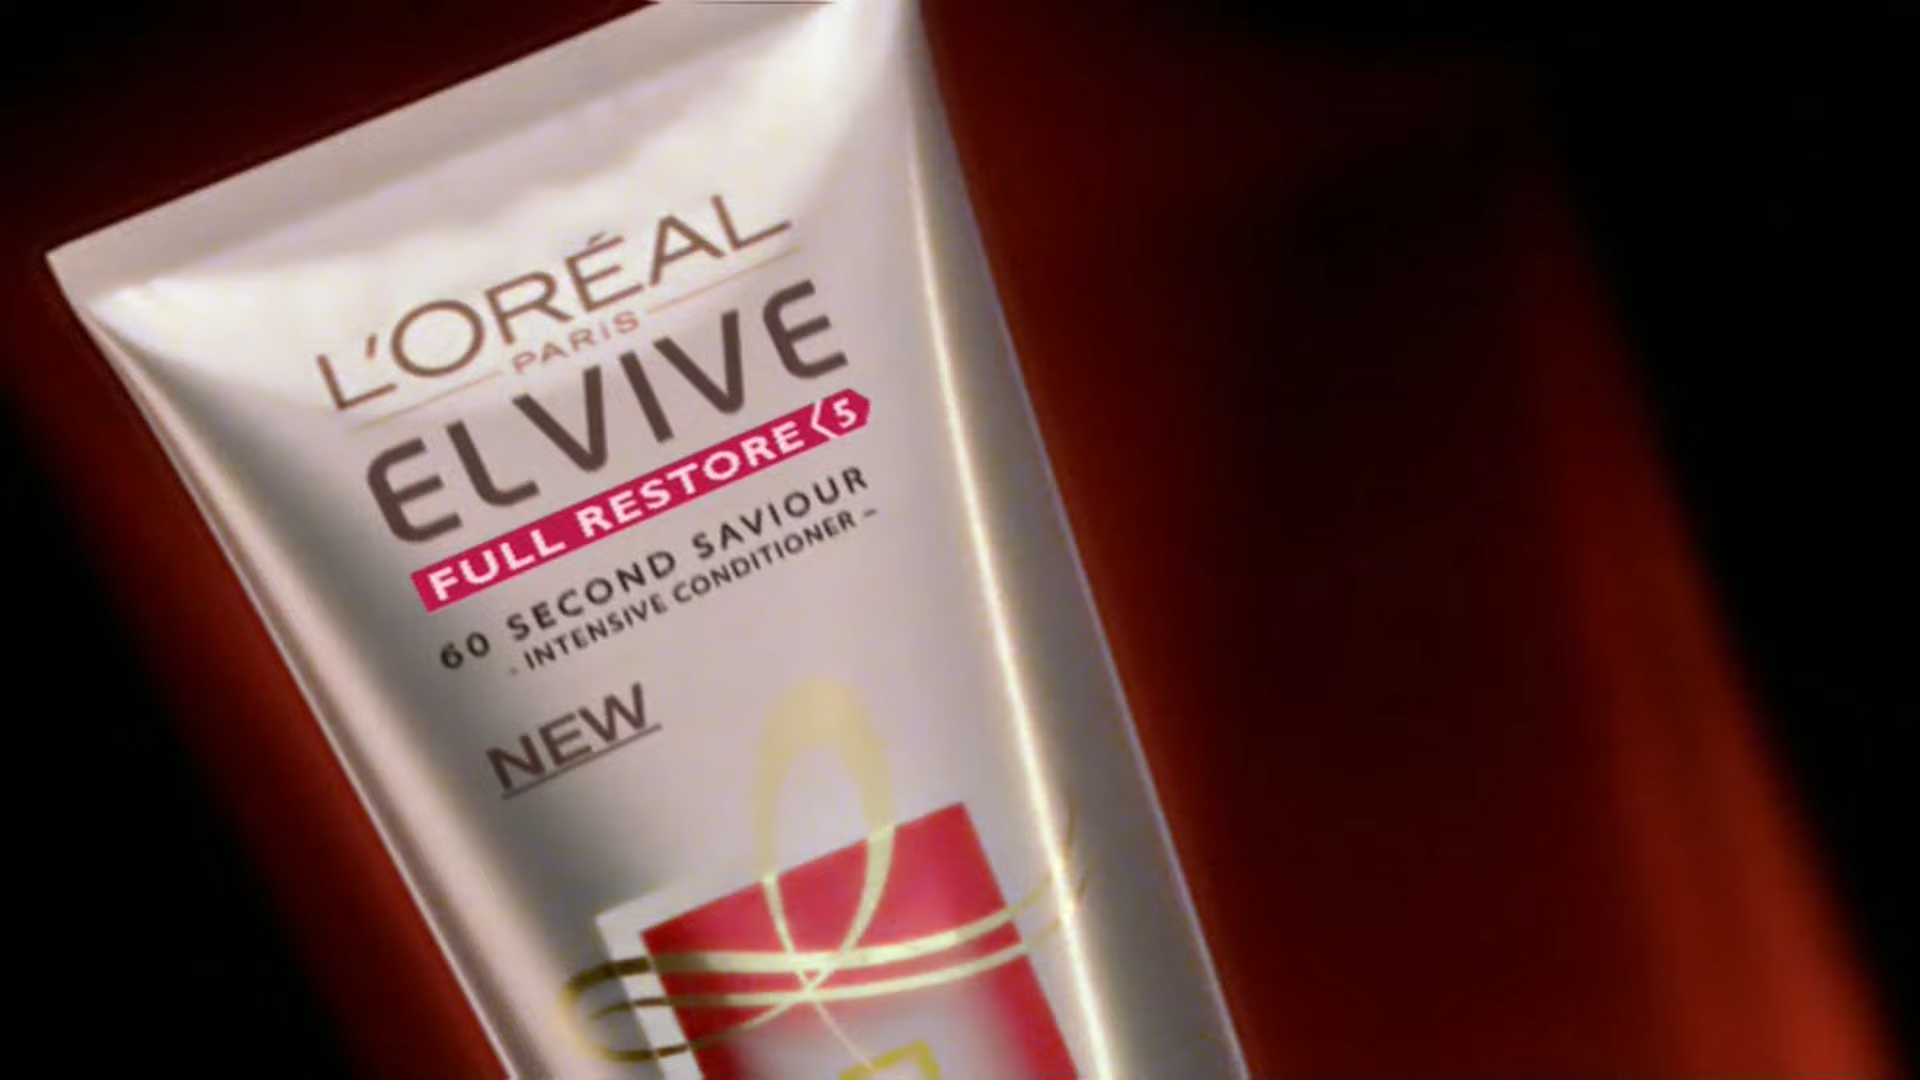 L'ORÉAL
PARIS
ELVIVE
FULL RESTORE 5
60 SECOND SAVIOUR
- INTENSIVE CONDITIONER -
NEW